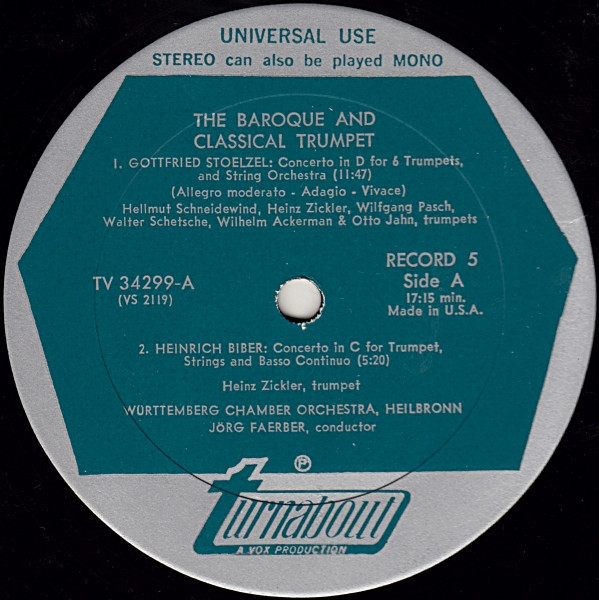 UNIVERSAL USE
STEREO can also be played MONO
THE BAROQUE AND
CLASSICAL TRUMPET
1. GOTTFRIED STOELZEL: Concerto in D for 6 Trumpets,
and String Orchestra (11:47)
(Allegro moderato - Adagio - Vivace)
Hellmut Schneidewind, Heinz Zickler, Wilfgang Pasch,
Walter Schetsche, Wilhelm Ackerman & Otto Jahn, trumpets
TV 34299-A
(VS 2119)
RECORD 5
Side A
17:15 min.
Made in U.S.A.
2. HEINRICH BIBER: Concerto in C for Trumpet,
Strings and Basso Continuo (5:20)
Heinz Zickler, trumpet
WÜRTTEMBERG CHAMBER ORCHESTRA, HEILBRONN
JÖRG FAERBER, conductor
℗
Turnabout
A VOX PRODUCTION